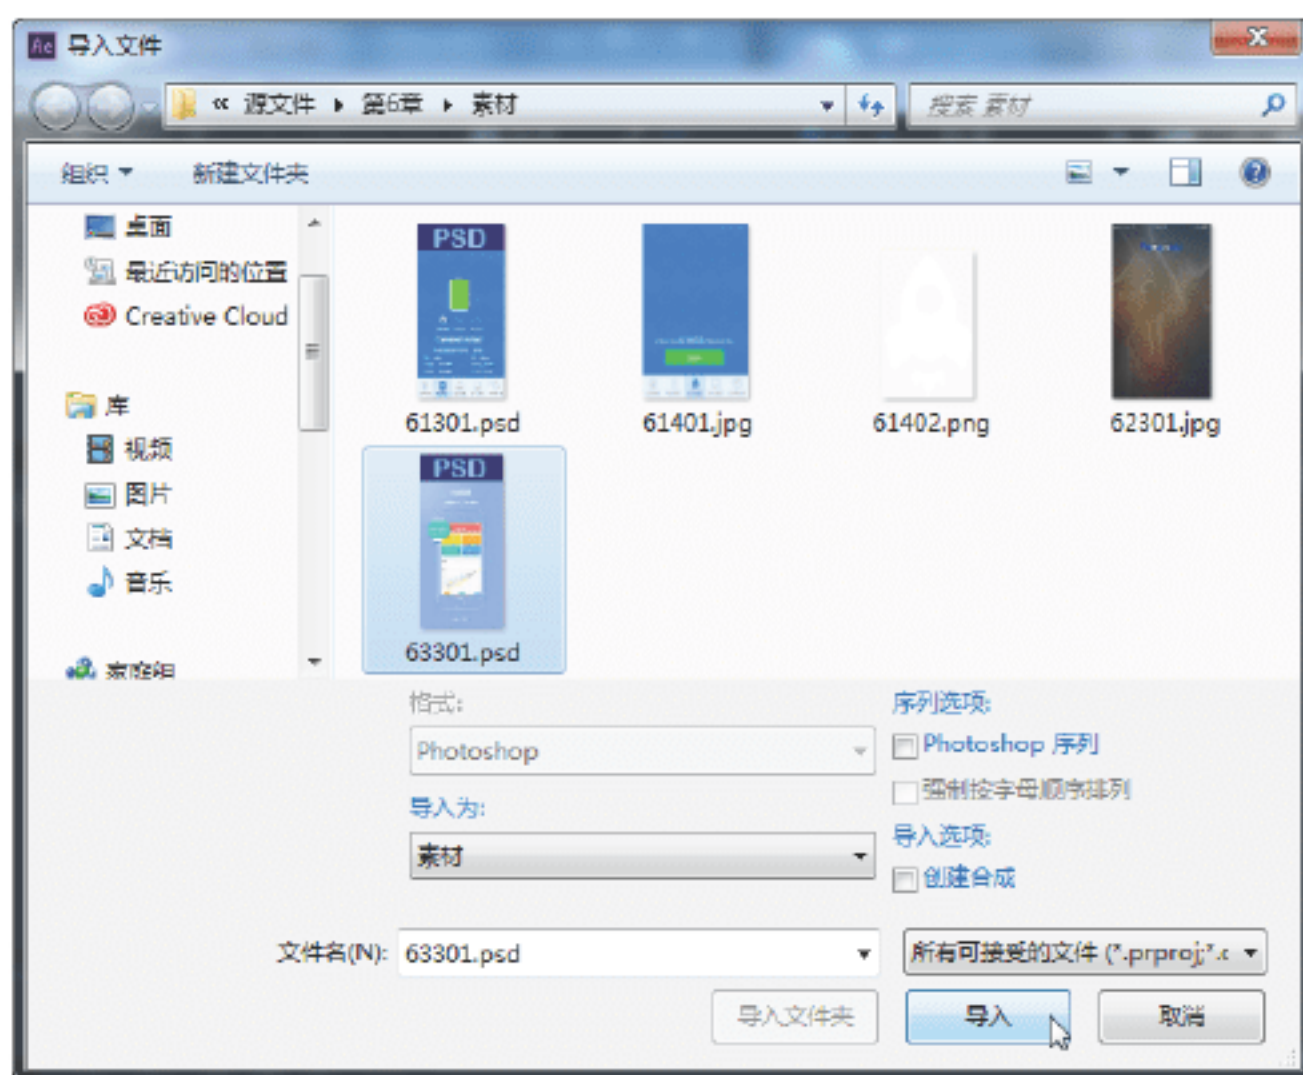 Ae 导入文件
« 源文件 ▸ 第6章 ▸ 素材
搜索 素材
组织 新建文件夹
桌面
最近访问的位置
Creative Cloud
库
视频
图片
文档
音乐
家庭组
PSD
61301.psd
61401.jpg
61402.png
62301.jpg
PSD
63301.psd
格式:
Photoshop
导入为:
素材
序列选项:
Photoshop 序列
强制按字母顺序排列
导入选项:
创建合成
文件名(N): 63301.psd
所有可接受的文件 (*.prproj;*.c
导入文件夹 导入 取消